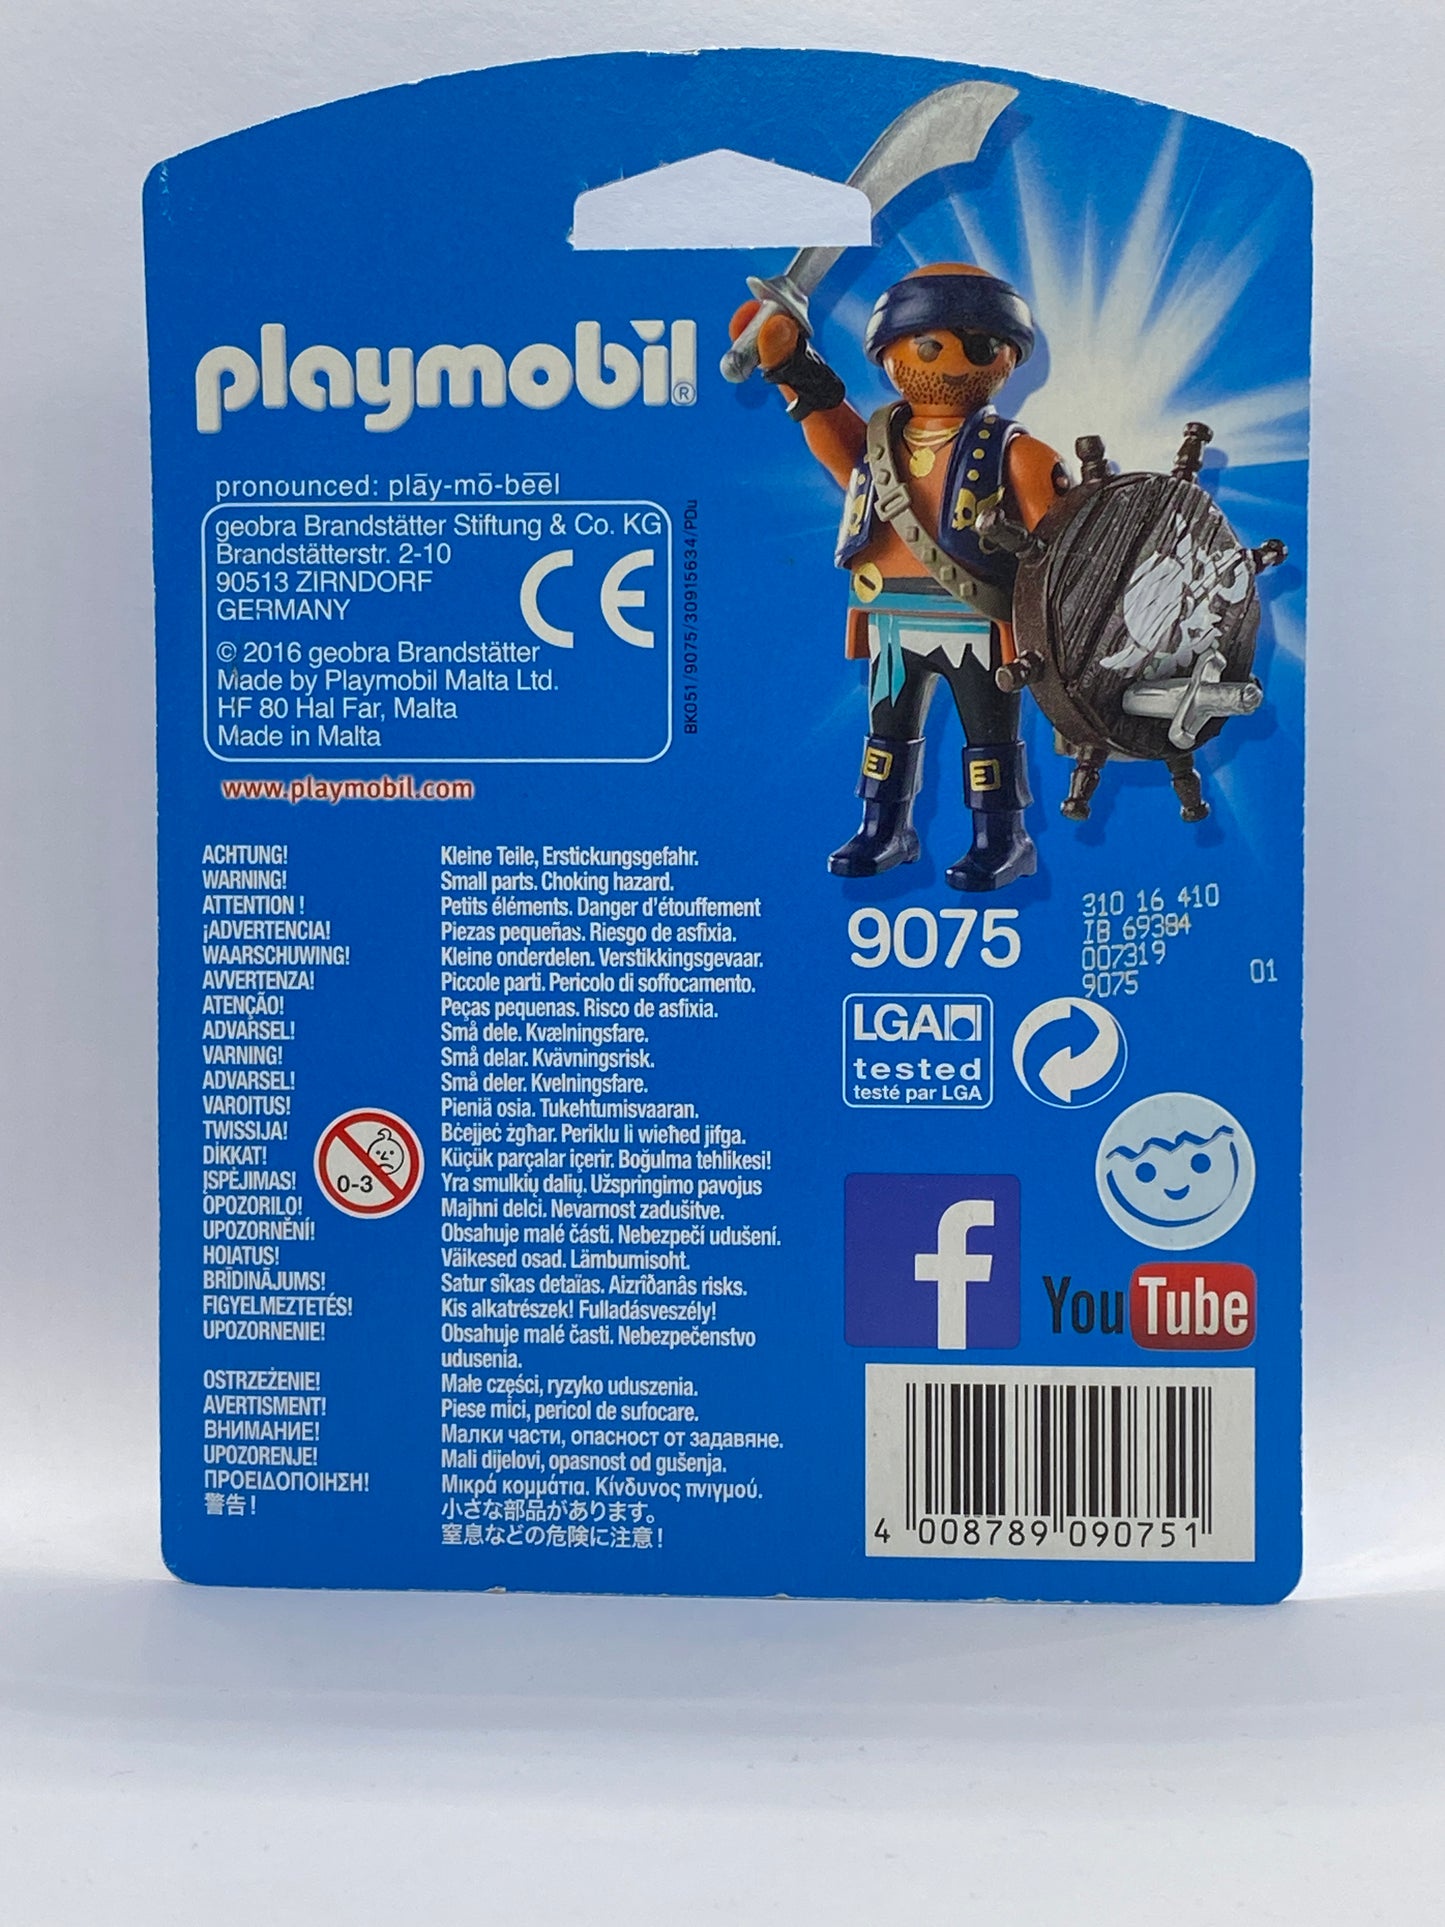 playmobil®
pronounced: plāy-mō-bēēl
geobra Brandstätter Stiftung & Co. KG
Brandstätterstr. 2-10
90513 ZIRNDORF
GERMANY
CE
© 2016 geobra Brandstätter
Made by Playmobil Malta Ltd.
HF 80 Hal Far, Malta
Made in Malta
BK051/9075/30915634/PDu
www.playmobil.com
ACHTUNG! Kleine Teile, Erstickungsgefahr.
WARNING! Small parts. Choking hazard.
ATTENTION ! Petits éléments. Danger d'étouffement
¡ADVERTENCIA! Piezas pequeñas. Riesgo de asfixia.
WAARSCHUWING! Kleine onderdelen. Verstikkingsgevaar.
AVVERTENZA! Piccole parti. Pericolo di soffocamento.
ATENÇÃO! Peças pequenas. Risco de asfixia.
ADVARSEL! Små dele. Kvælningsfare.
VARNING! Små delar. Kvävningsrisk.
ADVARSEL! Små deler. Kvelningsfare.
VAROITUS! Pieniä osia. Tukehtumisvaaran.
TWISSIJA! Bċejjeċ żgħar. Periklu li wieħed jifga.
DİKKAT! Küçük parçalar içerir. Boğulma tehlikesi!
ĮSPĖJIMAS! Yra smulkių dalių. Užspringimo pavojus
OPOZORILO! Majhni delci. Nevarnost zadušitve.
UPOZORNĚNÍ! Obsahuje malé části. Nebezpečí udušení.
HOIATUS! Väikesed osad. Lämbumisoht.
BRĪDINĀJUMS! Satur sīkas detaïas. Aizrîðanâs risks.
FIGYELMEZTETÉS! Kis alkatrészek! Fulladásveszély!
UPOZORNENIE! Obsahuje malé časti. Nebezpečenstvo
udusenia.
OSTRZEŻENIE! Małe części, ryzyko uduszenia.
AVERTISMENT! Piese mici, pericol de sufocare.
ВНИМАНИЕ! Малки части, опасност от задавяне.
UPOZORENJE! Mali dijelovi, opasnost od gušenja.
ΠΡΟΕΙΔΟΠΟΙΗΣΗ! Μικρά κομμάτια. Κίνδυνος πνιγμού.
警告! 小さな部品があります。
窒息などの危険に注意!
0-3
9075
310 16 410
IB 69384
007319
9075 01
LGA
tested
testé par LGA
f
YouTube
4 008789 090751